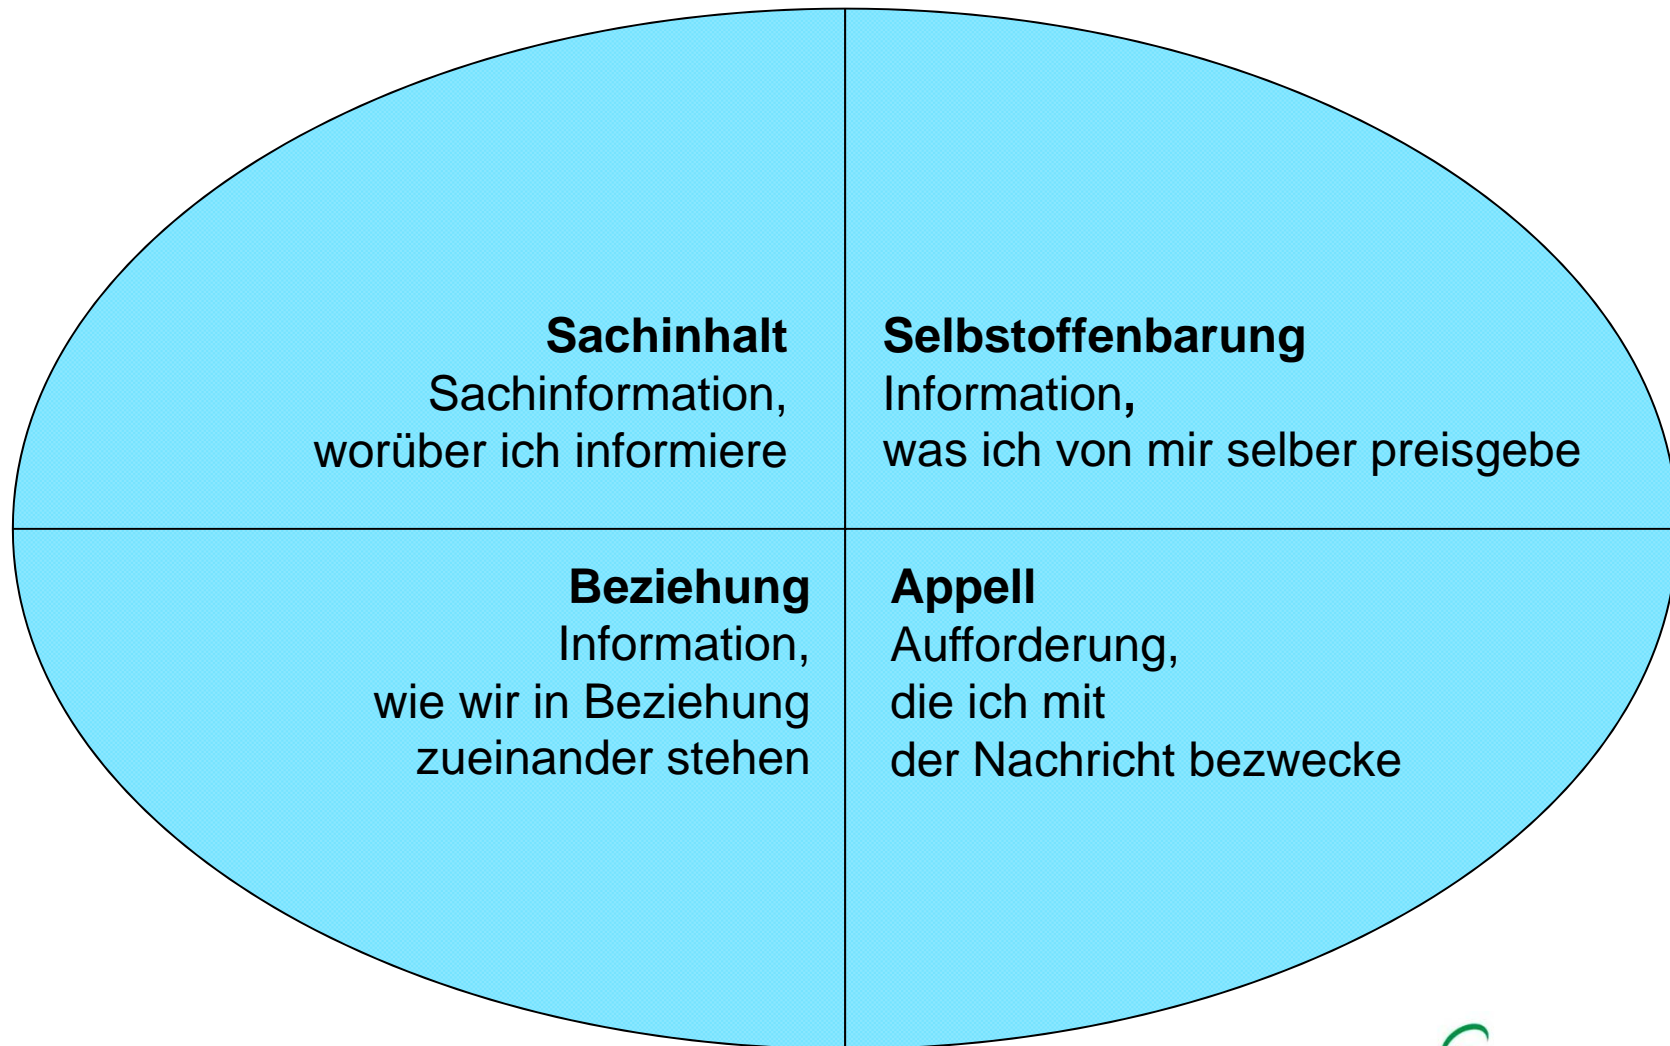 Sachinhalt
Sachinformation,
worüber ich informiere
Selbstoffenbarung
Information,
was ich von mir selber preisgebe
Beziehung
Information,
wie wir in Beziehung
zueinander stehen
Appell
Aufforderung,
die ich mit
der Nachricht bezwecke